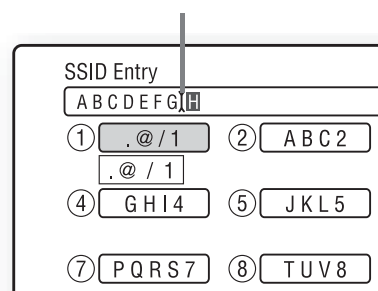 SSID Entry
ABCDEFGH
① .@/1 ② ABC2
.@/1
④ GHI4 ⑤ JKL5
⑦ PQRS7 ⑧ TUV8